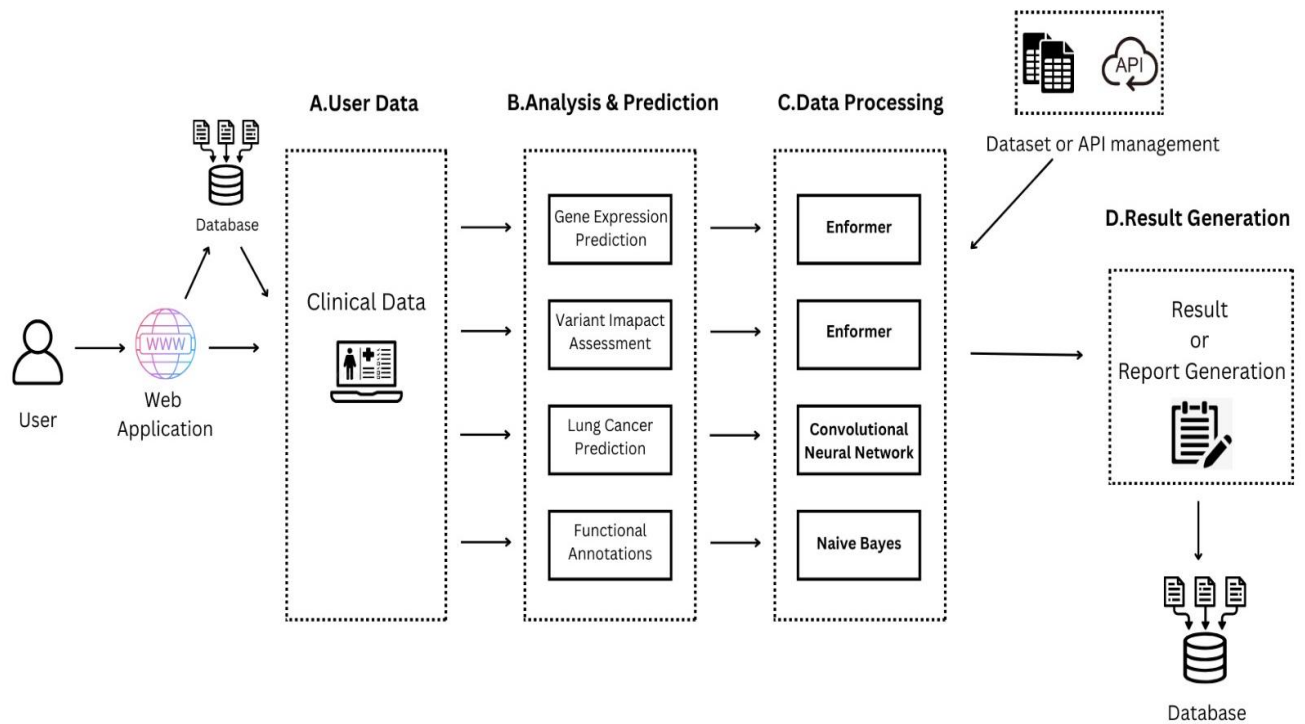 API
Dataset or API management
A.User Data
B.Analysis & Prediction
C.Data Processing
D.Result Generation
Database
WWW
User
Web
Application
Clinical Data
Gene Expression
Prediction
Variant Imapact
Assessment
Lung Cancer
Prediction
Functional
Annotations
Enformer
Enformer
Convolutional
Neural Network
Naive Bayes
Result
or
Report Generation
Database